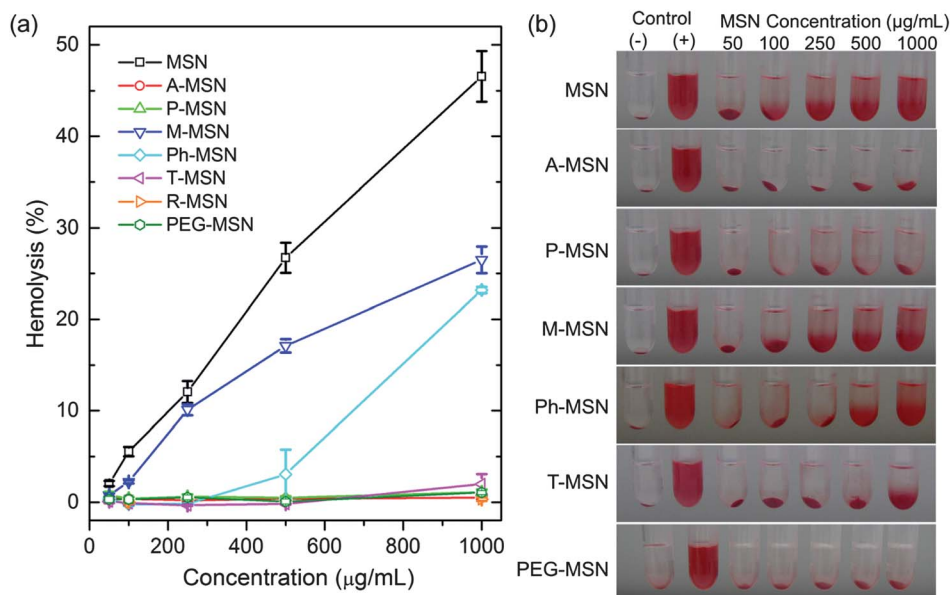 (a)
50
40
30
20
10
0
Hemolysis (%)
MSN
A-MSN
P-MSN
M-MSN
Ph-MSN
T-MSN
R-MSN
PEG-MSN
0 200 400 600 800 1000
Concentration (μg/mL)
(b)
Control MSN Concentration (μg/mL)
(-) (+) 50 100 250 500 1000
MSN
A-MSN
P-MSN
M-MSN
Ph-MSN
T-MSN
PEG-MSN